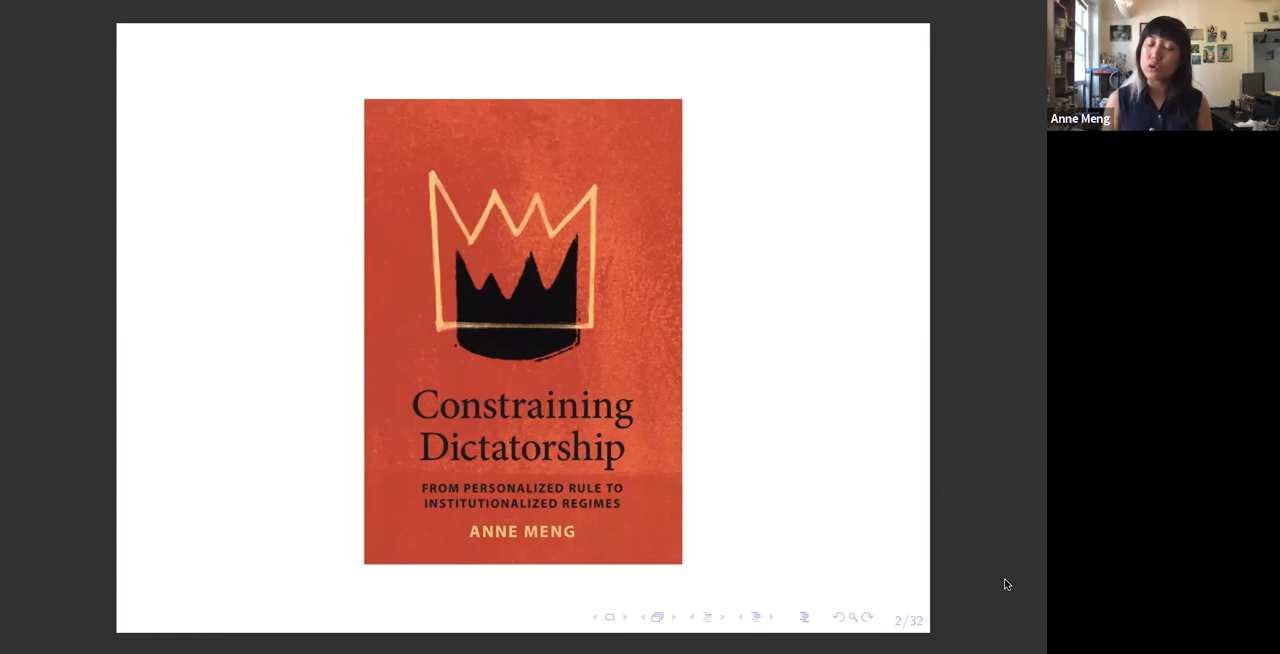 Constraining
Dictatorship
FROM PERSONALIZED RULE TO
INSTITUTIONALIZED REGIMES
ANNE MENG
2/32
Anne Meng